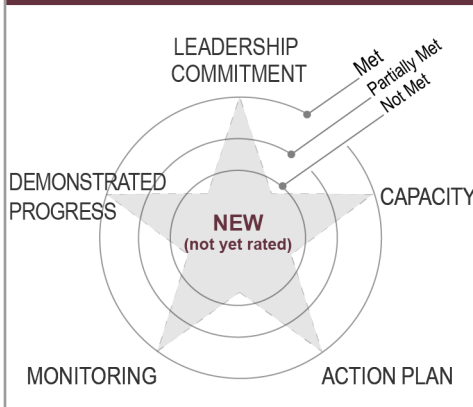 LEADERSHIP
COMMITMENT
Met
Partially Met
Not Met
DEMONSTRATED
PROGRESS
NEW
(not yet rated)
CAPACITY
MONITORING
ACTION PLAN